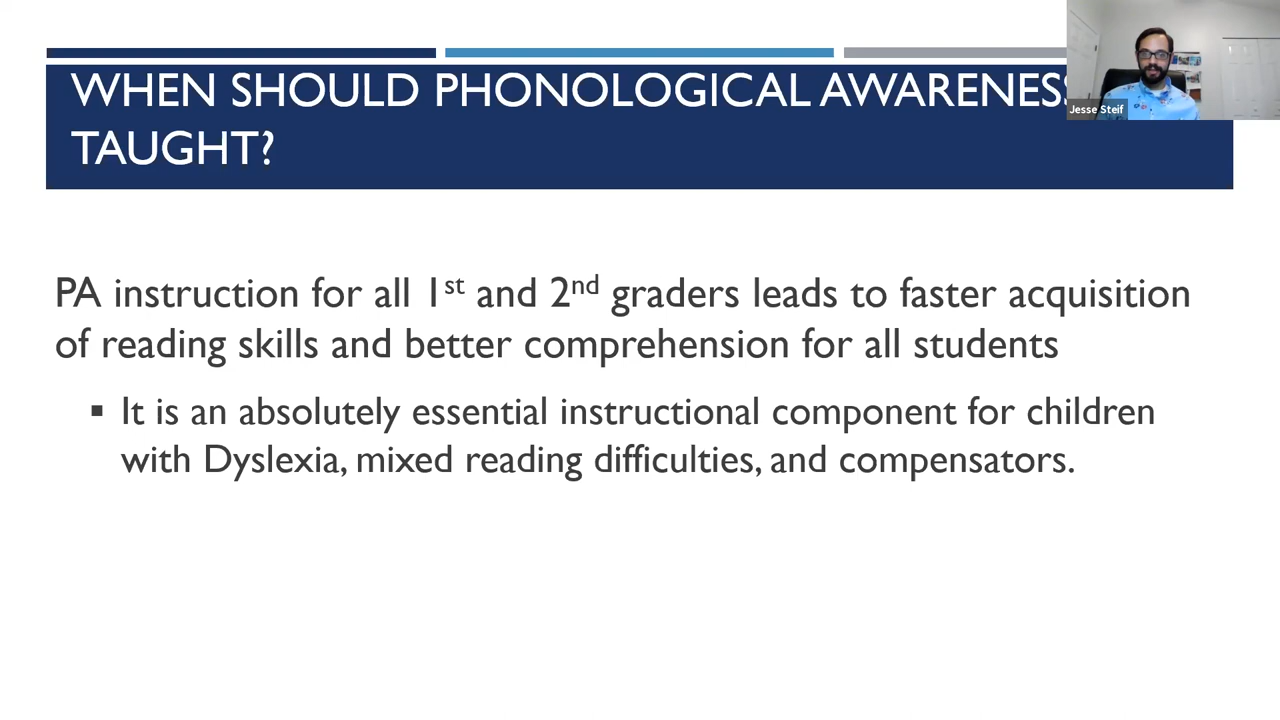 WHEN SHOULD PHONOLOGICAL AWARENESS
TAUGHT?
Jesse Steif
PA instruction for all 1st and 2nd graders leads to faster acquisition
of reading skills and better comprehension for all students
▪ It is an absolutely essential instructional component for children
with Dyslexia, mixed reading difficulties, and compensators.